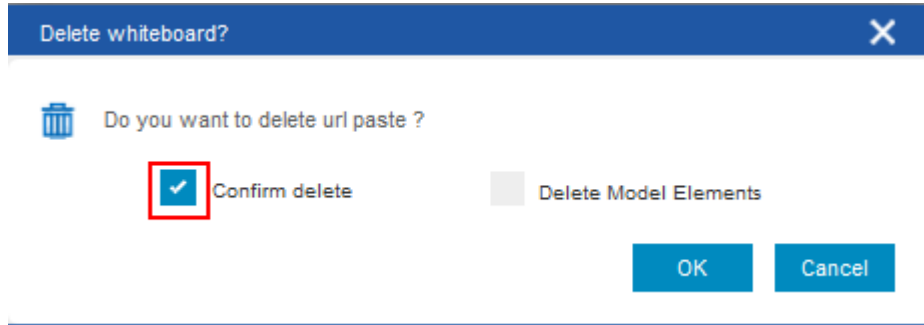 Delete whiteboard?
Do you want to delete url paste ?
Confirm delete
Delete Model Elements
OK
Cancel